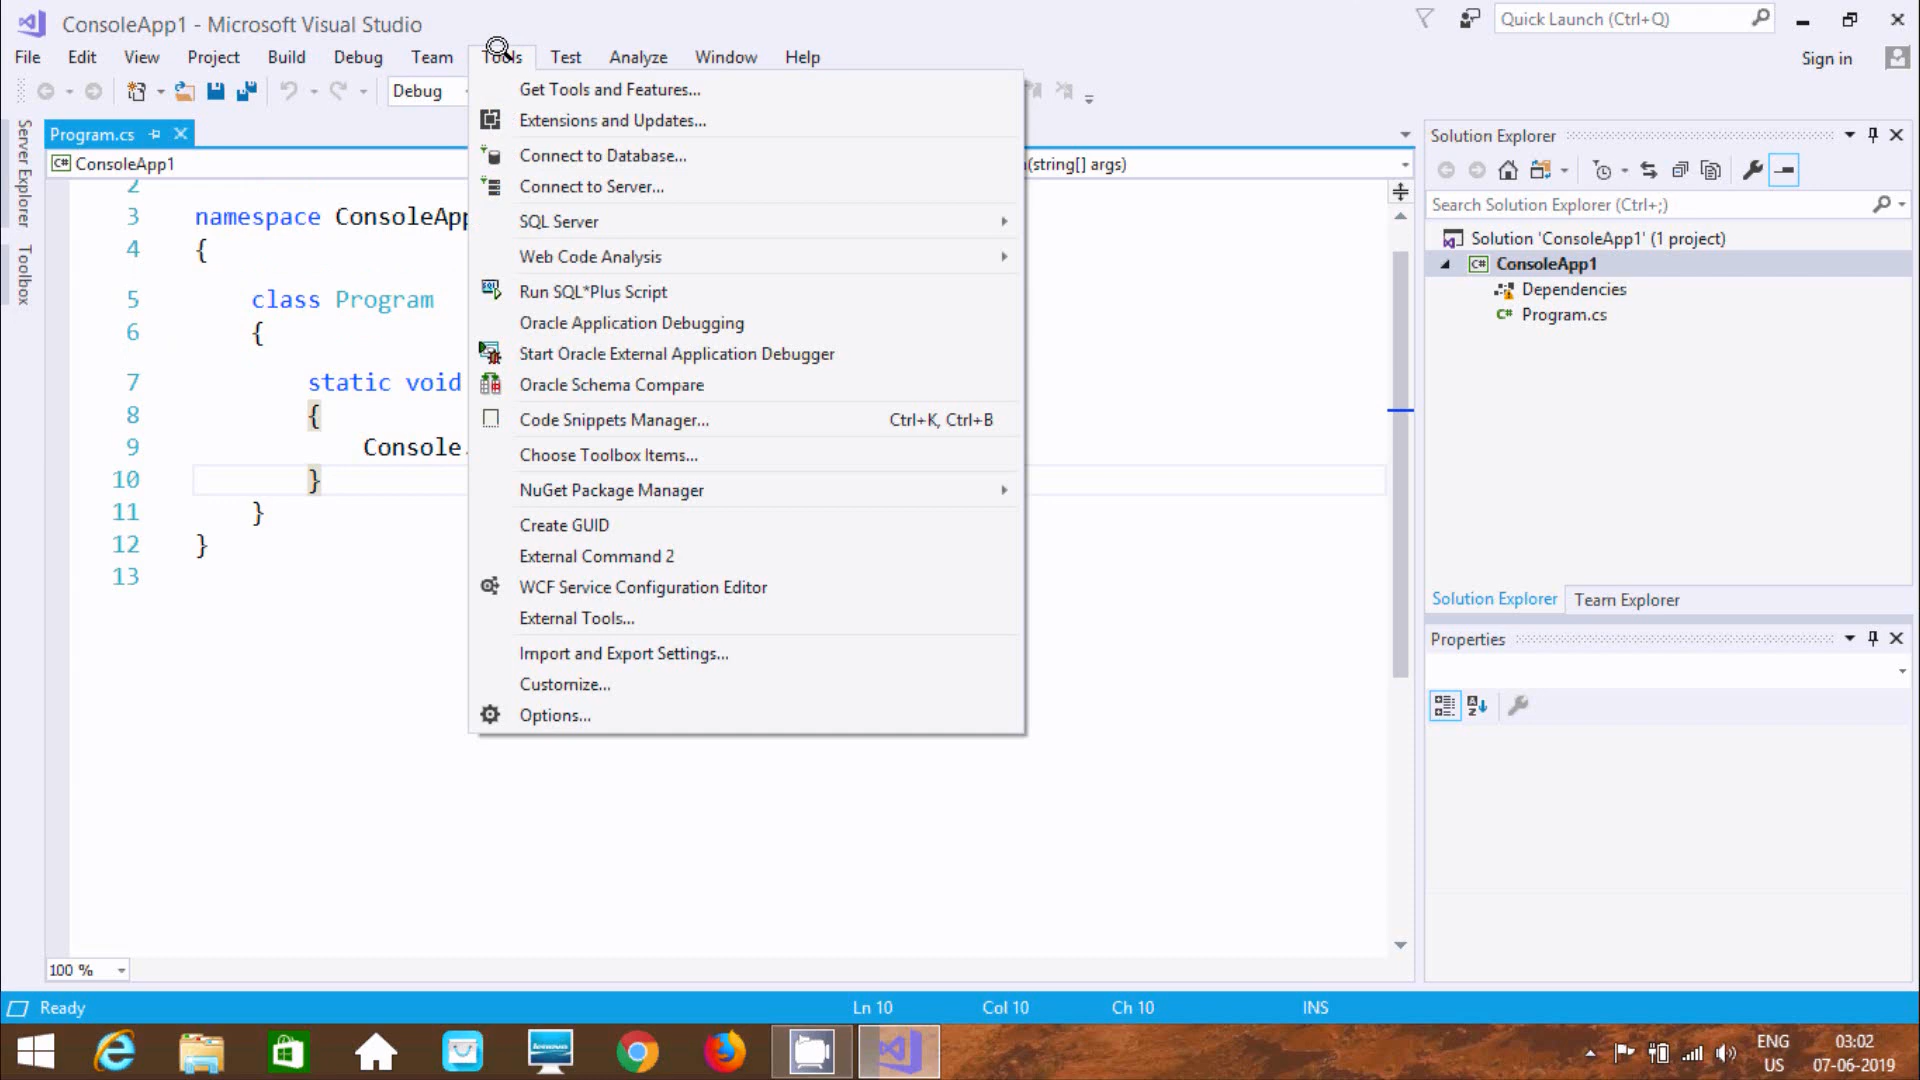 ConsoleApp1 - Microsoft Visual Studio
Quick Launch (Ctrl+Q)
File Edit View Project Build Debug Team Tools Test Analyze Window Help
Sign in
Debug
Get Tools and Features...
Extensions and Updates...
Connect to Database...
Connect to Server...
SQL Server
Web Code Analysis
Run SQL*Plus Script
Oracle Application Debugging
Start Oracle External Application Debugger
Oracle Schema Compare
Code Snippets Manager... Ctrl+K, Ctrl+B
Choose Toolbox Items...
NuGet Package Manager
Create GUID
External Command 2
WCF Service Configuration Editor
External Tools...
Import and Export Settings...
Customize...
Options...
Server Explorer
Toolbox
Program.cs
C# ConsoleApp1
(string[] args)
2
3 namespace ConsoleApp
4 {
5 class Program
6 {
7 static void
8 {
9 Console.
10 }
11 }
12 }
13
100 %
Solution Explorer
Search Solution Explorer (Ctrl+;)
Solution 'ConsoleApp1' (1 project)
C# ConsoleApp1
Dependencies
C# Program.cs
Solution Explorer Team Explorer
Properties
Ready Ln 10 Col 10 Ch 10 INS
ENG
US
03:02
07-06-2019